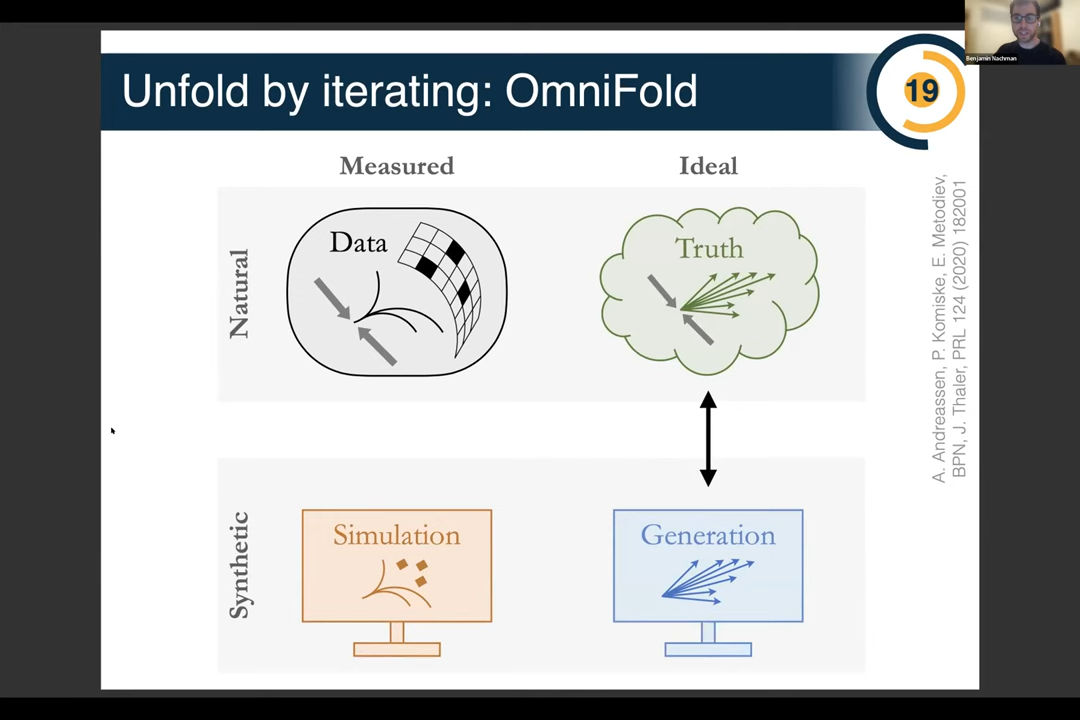 Benjamin Nachman
Unfold by iterating: OmniFold
19
Measured
Ideal
Natural
Data
Truth
A. Andreassen, P. Komiske, E. Metodiev,
BPN, J. Thaler, PRL 124 (2020) 182001
Synthetic
Simulation
Generation